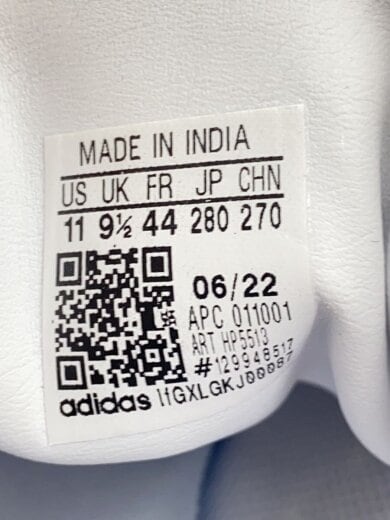 MADE IN INDIA
US UK FR JP CHN
11 9½ 44 280 270
06/22
APC 011001
ART HP5513
#129948517
adidas 1fGXLGKJ00087